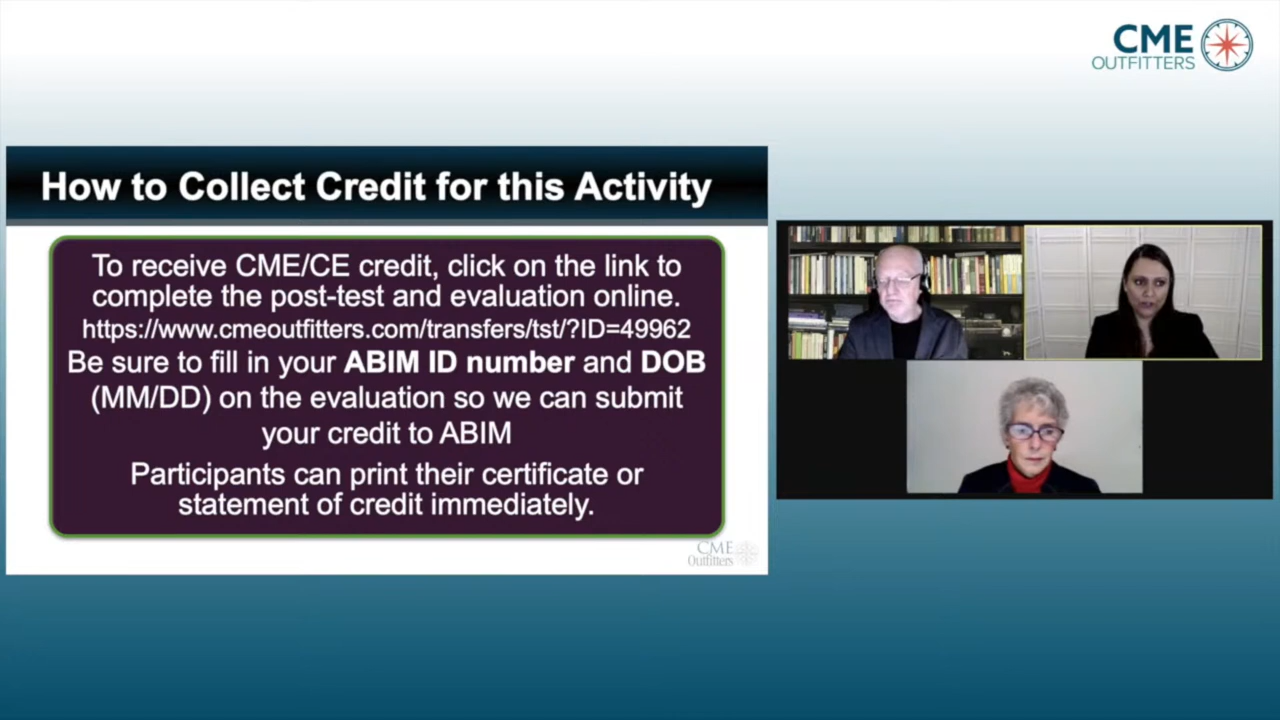 CME
OUTFITTERS
How to Collect Credit for this Activity
To receive CME/CE credit, click on the link to
complete the post-test and evaluation online.
https://www.cmeoutfitters.com/transfers/tst/?ID=49962
Be sure to fill in your ABIM ID number and DOB
(MM/DD) on the evaluation so we can submit
your credit to ABIM
Participants can print their certificate or
statement of credit immediately.
CME
Outfitters